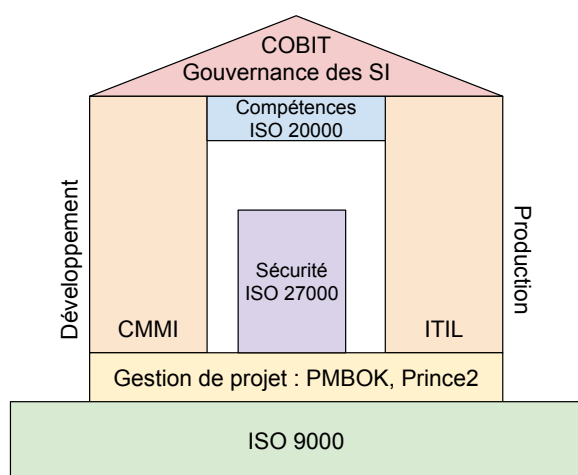 COBIT
Gouvernance des SI
Compétences
ISO 20000
Développement
Production
Sécurité
ISO 27000
CMMI
ITIL
Gestion de projet : PMBOK, Prince2
ISO 9000